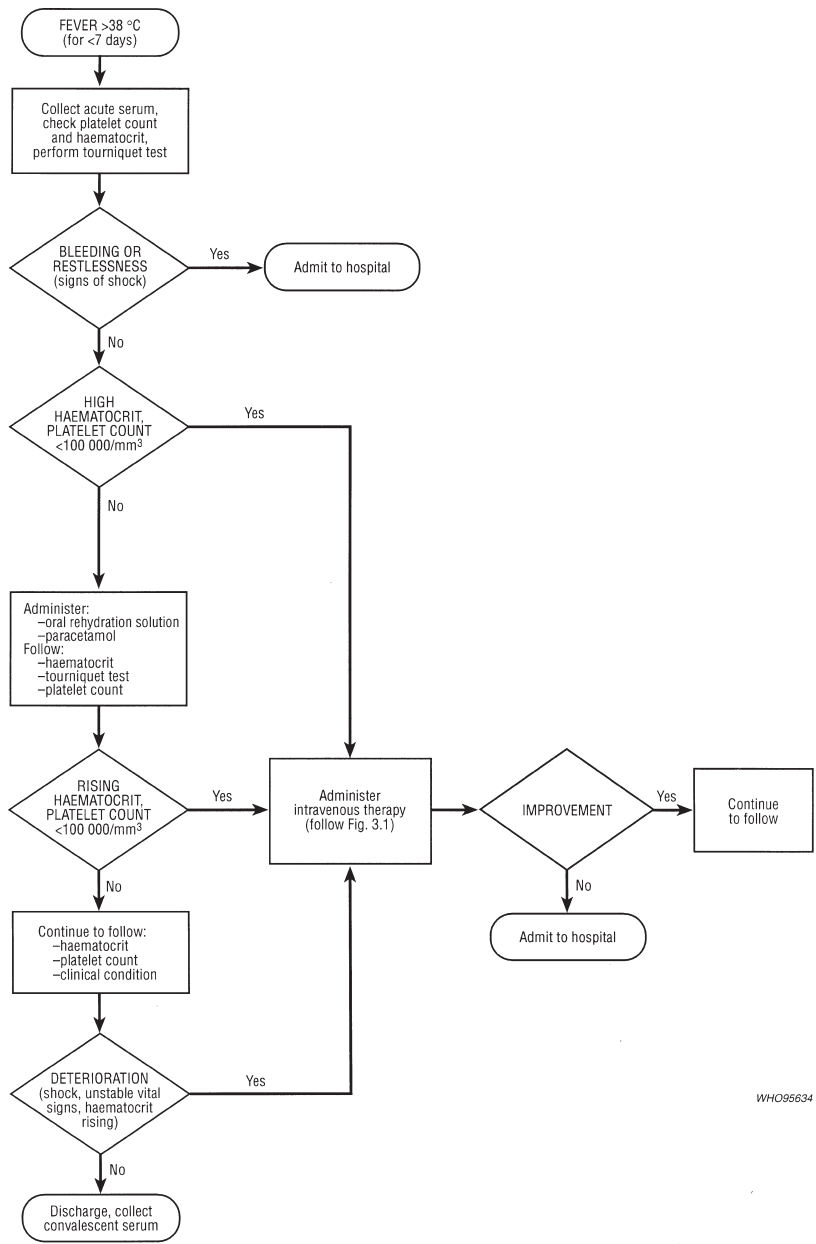 FEVER >38 °C
(for <7 days)
Collect acute serum,
check platelet count
and haematocrit,
perform tourniquet test
BLEEDING OR
RESTLESSNESS
(signs of shock)
Yes
Admit to hospital
No
HIGH
HAEMATOCRIT,
PLATELET COUNT
<100 000/mm³
Yes
No
Administer:
–oral rehydration solution
–paracetamol
Follow:
–haematocrit
–tourniquet test
–platelet count
RISING
HAEMATOCRIT,
PLATELET COUNT
<100 000/mm³
Yes
Administer
intravenous therapy
(follow Fig. 3.1)
IMPROVEMENT
Yes
Continue
to follow
No
Admit to hospital
No
Continue to follow:
–haematocrit
–platelet count
–clinical condition
DETERIORATION
(shock, unstable vital
signs, haematocrit
rising)
Yes
WHO95634
No
Discharge, collect
convalescent serum